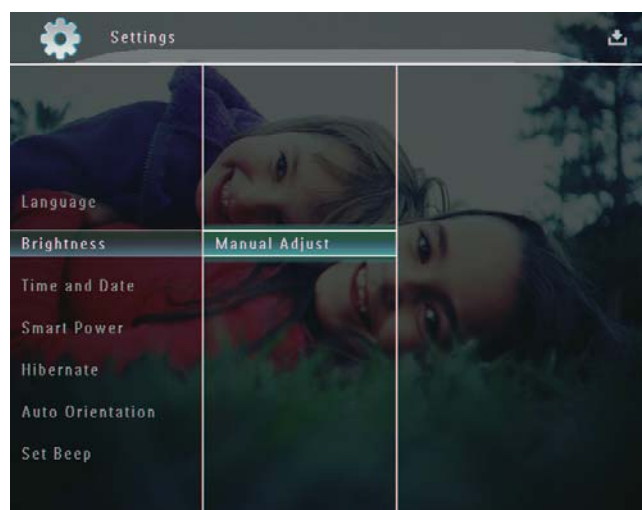 Settings
Language
Brightness
Manual Adjust
Time and Date
Smart Power
Hibernate
Auto Orientation
Set Beep